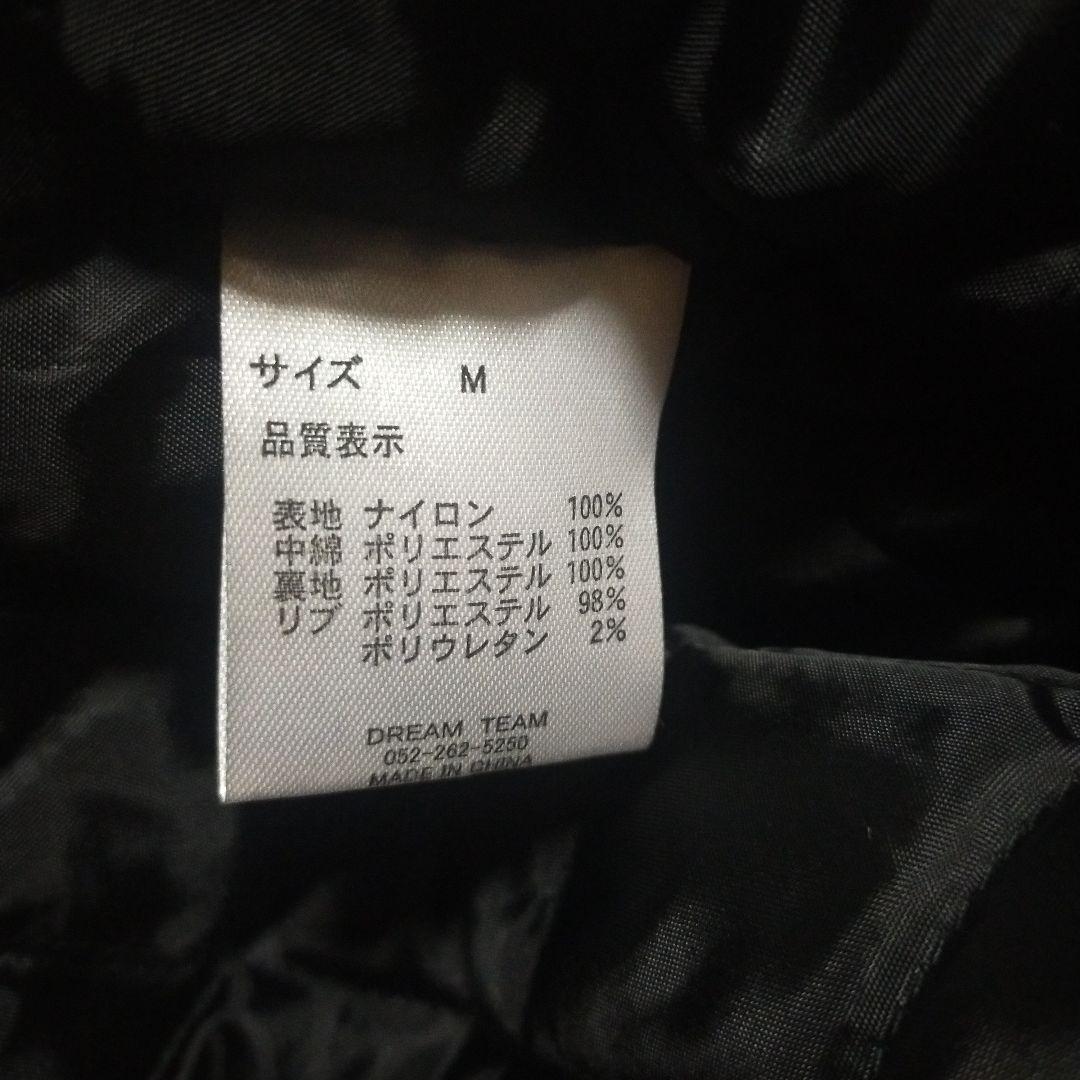 サイズ M
品質表示
表地 ナイロン 100%
中綿 ポリエステル 100%
裏地 ポリエステル 100%
リブ ポリエステル 98%
ポリウレタン 2%
DREAM TEAM
052-262-5250
MADE IN CHINA